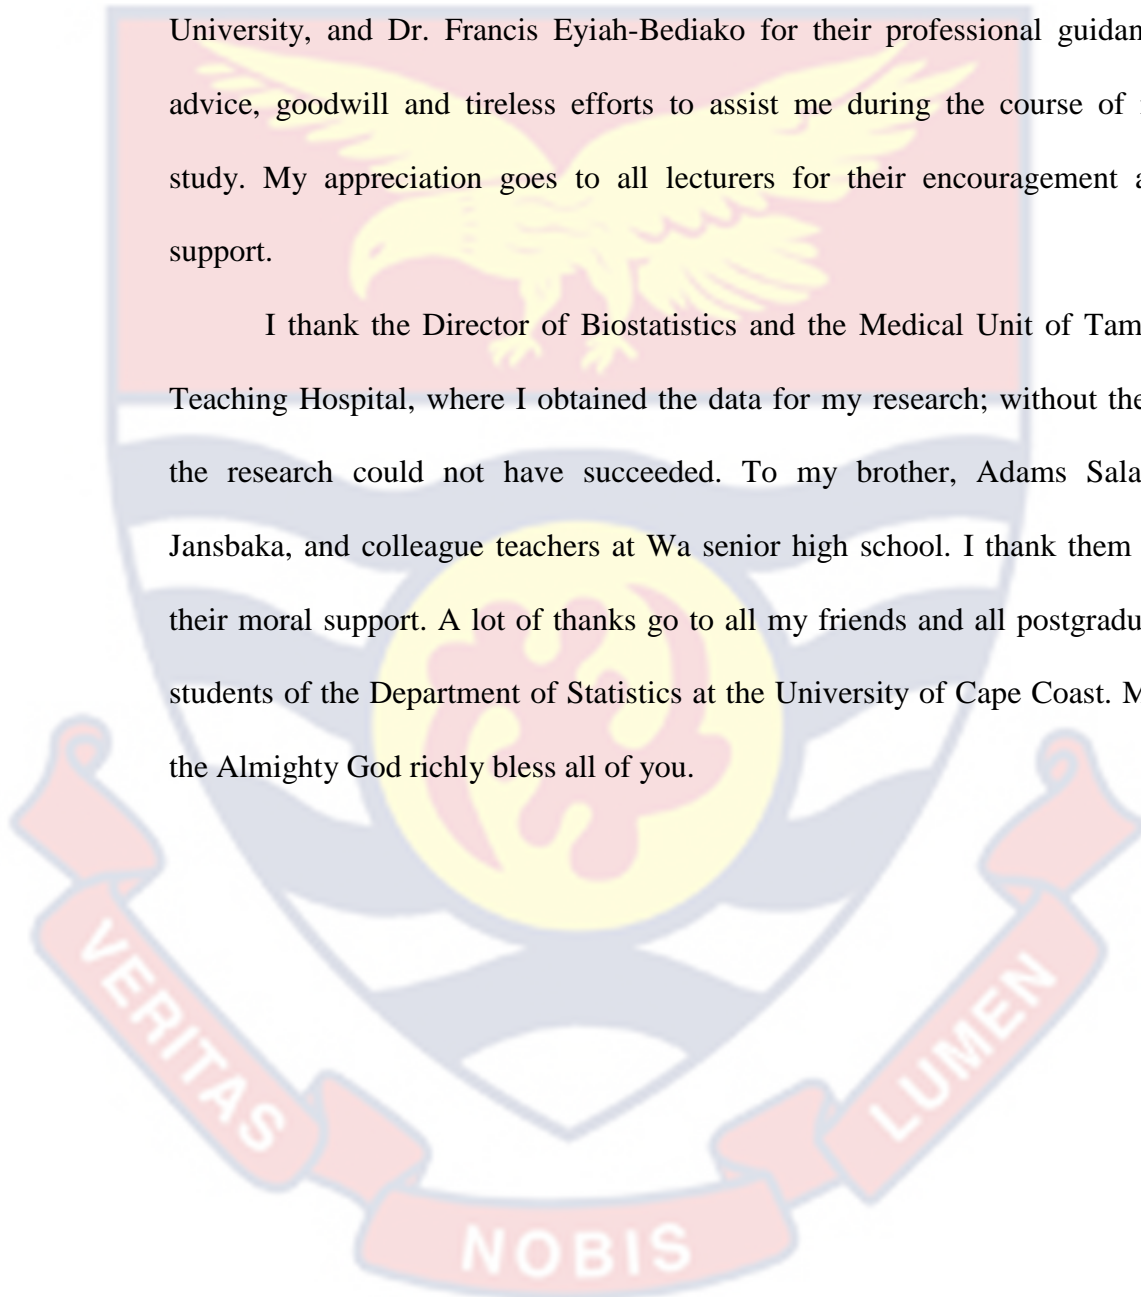 University, and Dr. Francis Eyiah-Bediako for their professional guidan
advice, goodwill and tireless efforts to assist me during the course of
study. My appreciation goes to all lecturers for their encouragement a
support.
I thank the Director of Biostatistics and the Medical Unit of Tam
Teaching Hospital, where I obtained the data for my research; without the
the research could not have succeeded. To my brother, Adams Sala
Jansbaka, and colleague teachers at Wa senior high school. I thank them
their moral support. A lot of thanks go to all my friends and all postgradu
students of the Department of Statistics at the University of Cape Coast. M
the Almighty God richly bless all of you.
VERITAS
NOBIS
LUMEN